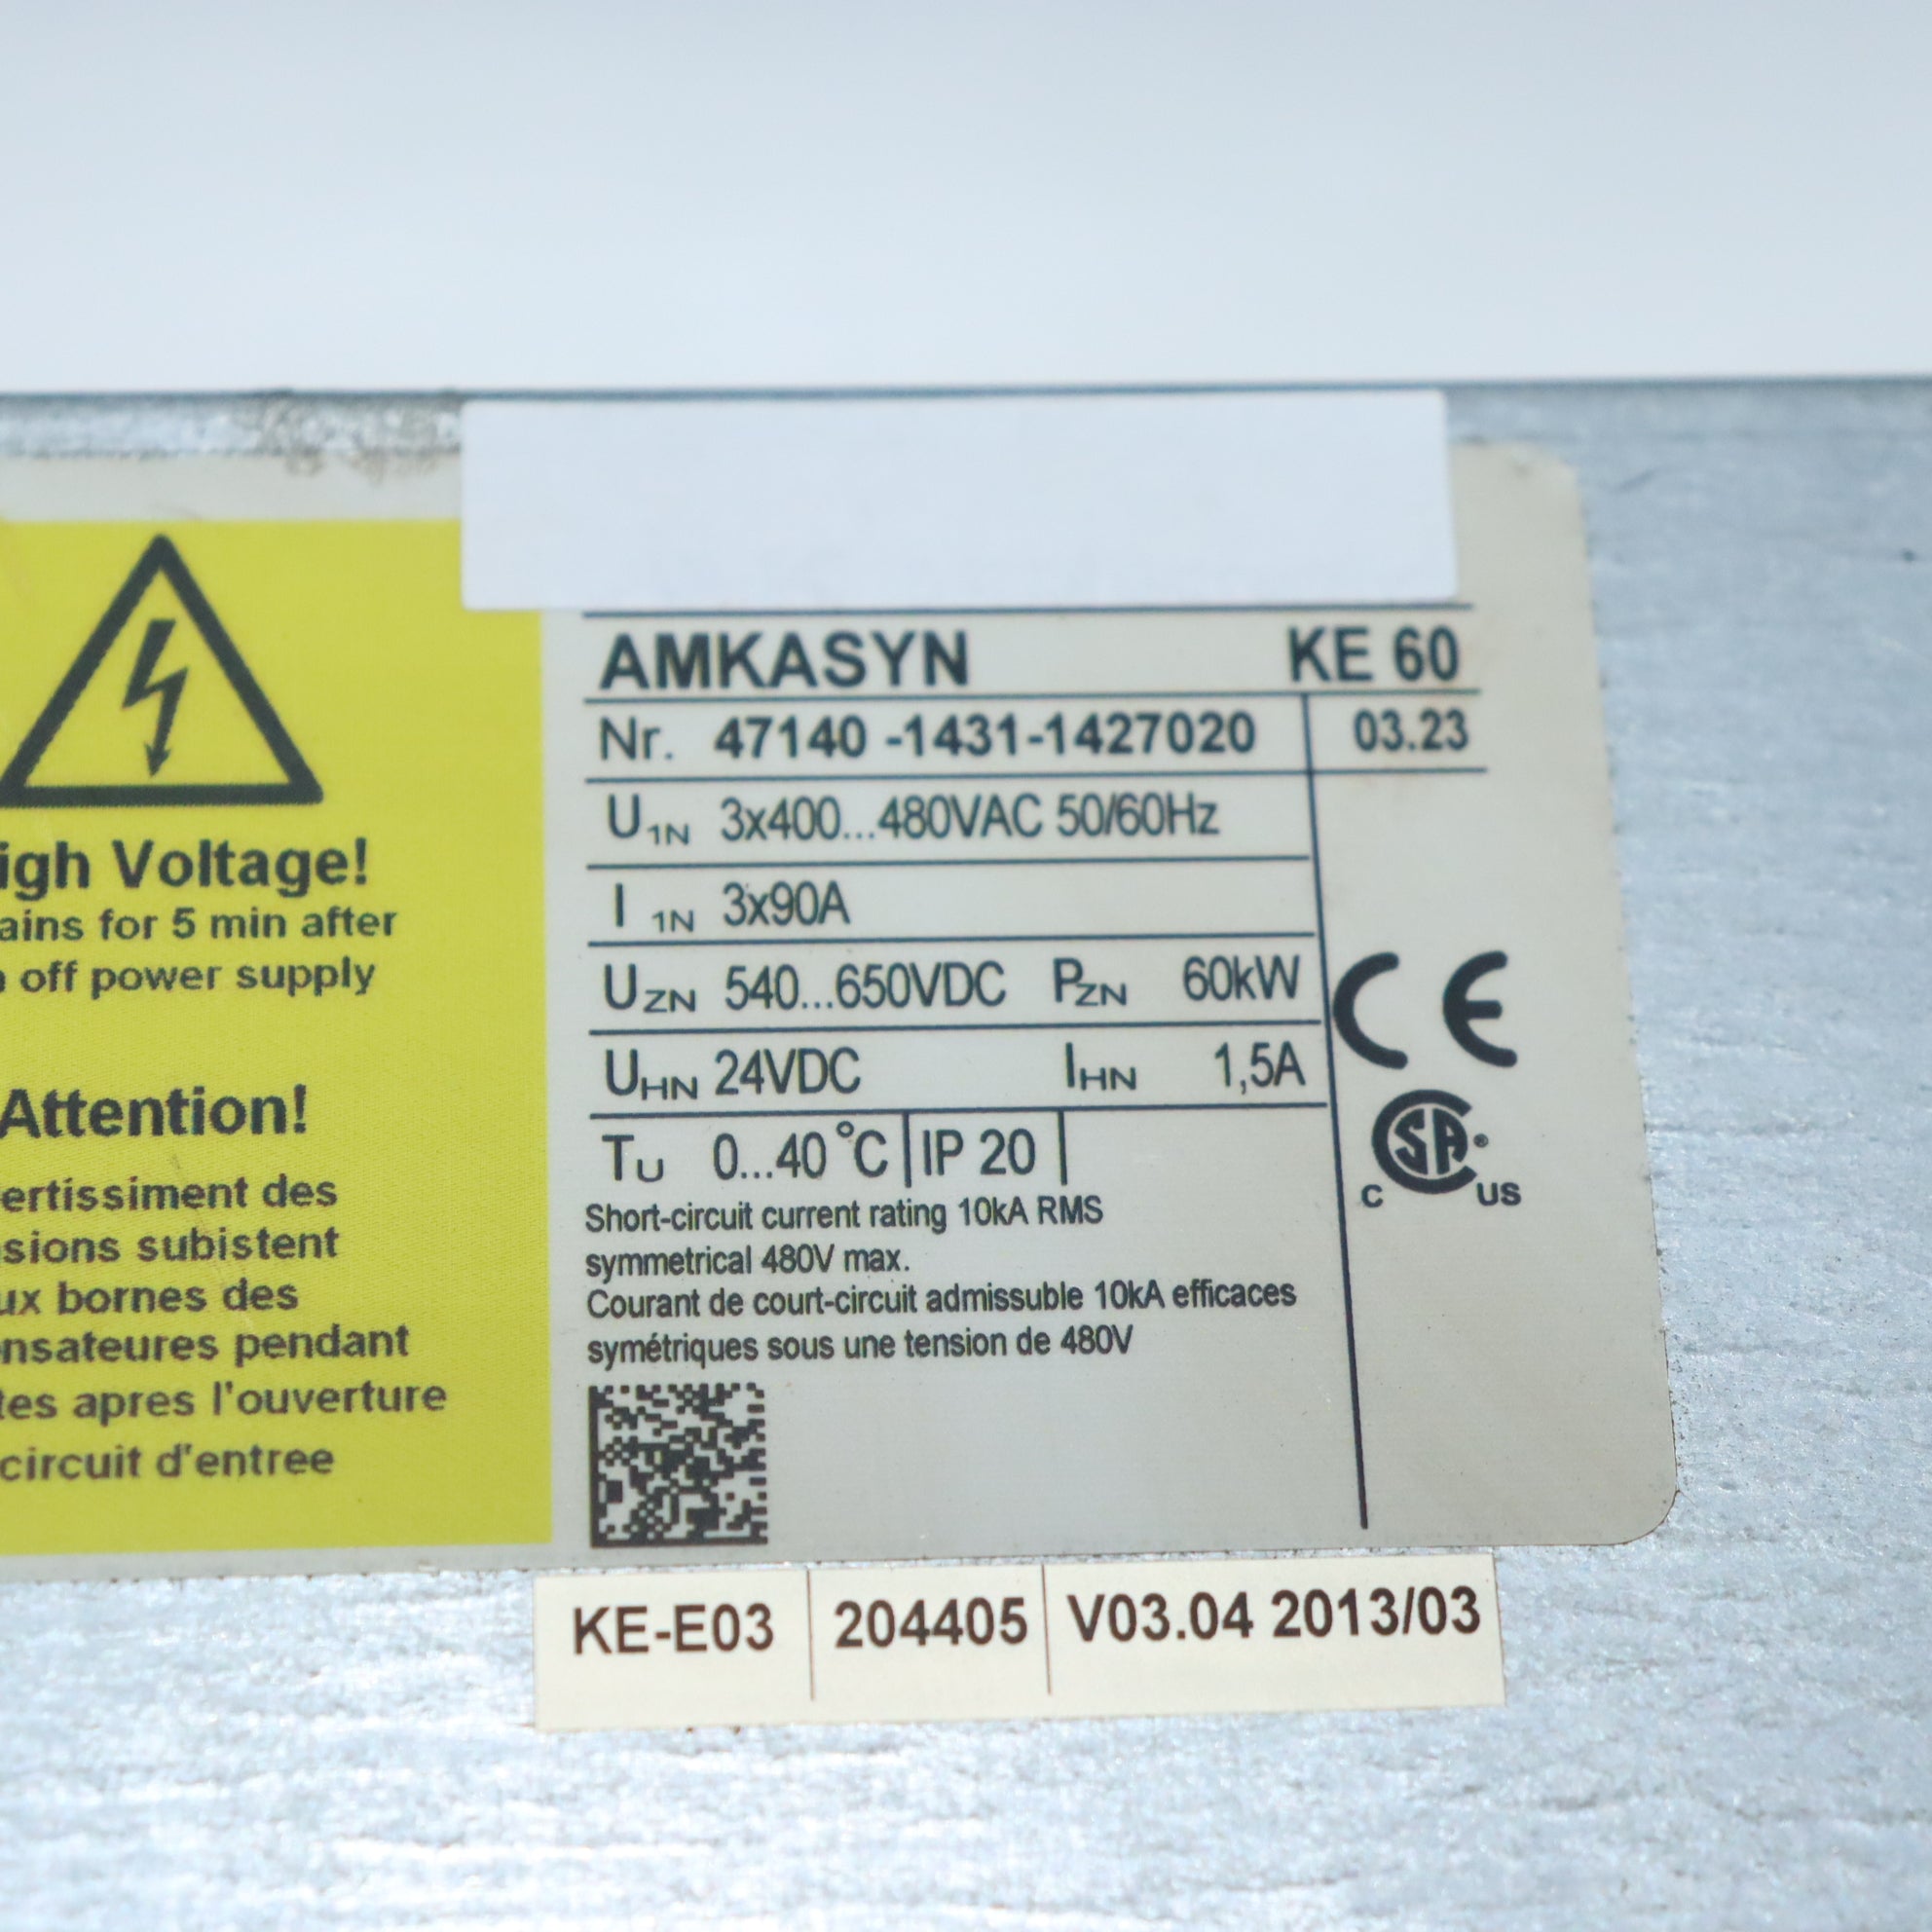 igh Voltage!
ains for 5 min after
off power supply
Attention!
ertissiment des
sions subistent
ux bornes des
nsateures pendant
tes apres l'ouverture
circuit d'entree
AMKASYN KE 60
Nr. 47140 -1431-1427020 03.23
U1N 3x400...480VAC 50/60Hz
I 1N 3x90A
UZN 540...650VDC PZN 60kW
UHN 24VDC IHN 1,5A
TU 0...40 °C IP 20
CE
C SA® US
Short-circuit current rating 10kA RMS
symmetrical 480V max.
Courant de court-circuit admissuble 10kA efficaces
symétriques sous une tension de 480V
KE-E03 204405 V03.04 2013/03